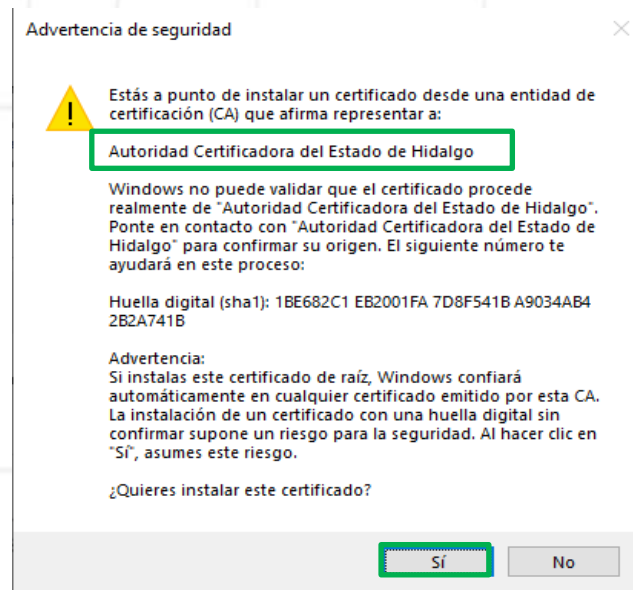 Advertencia de seguridad
Estás a punto de instalar un certificado desde una entidad de
certificación (CA) que afirma representar a:
Autoridad Certificadora del Estado de Hidalgo
Windows no puede validar que el certificado procede
realmente de "Autoridad Certificadora del Estado de Hidalgo".
Ponte en contacto con "Autoridad Certificadora del Estado de
Hidalgo" para confirmar su origen. El siguiente número te
ayudará en este proceso:
Huella digital (sha1): 1BE682C1 EB2001FA 7D8F541B A9034AB4
2B2A741B
Advertencia:
Si instalas este certificado de raíz, Windows confiará
automáticamente en cualquier certificado emitido por esta CA.
La instalación de un certificado con una huella digital sin
confirmar supone un riesgo para la seguridad. Al hacer clic en
"Sí", asumes este riesgo.
¿Quieres instalar este certificado?
Sí
No